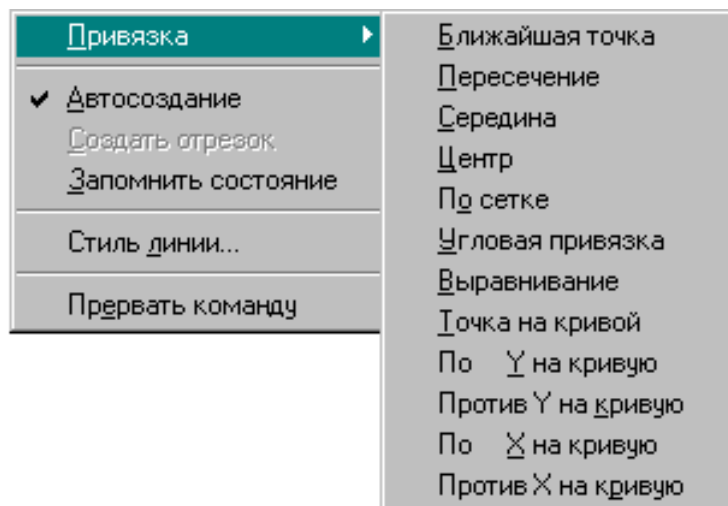 Привязка
Автосоздание
Создать отрезок
Запомнить состояние
Стиль линии...
Прервать команду
Ближайшая точка
Пересечение
Середина
Центр
По сетке
Угловая привязка
Выравнивание
Точка на кривой
По Y на кривую
Против Y на кривую
По X на кривую
Против X на кривую